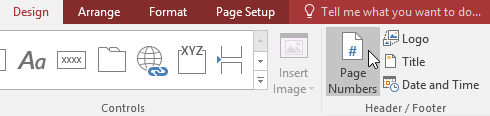 Design Arrange Format Page Setup Tell me what you want to do...
Aa xxxx XYZ
Insert Image
# Page Numbers
Logo
Title
Date and Time
Controls Header / Footer